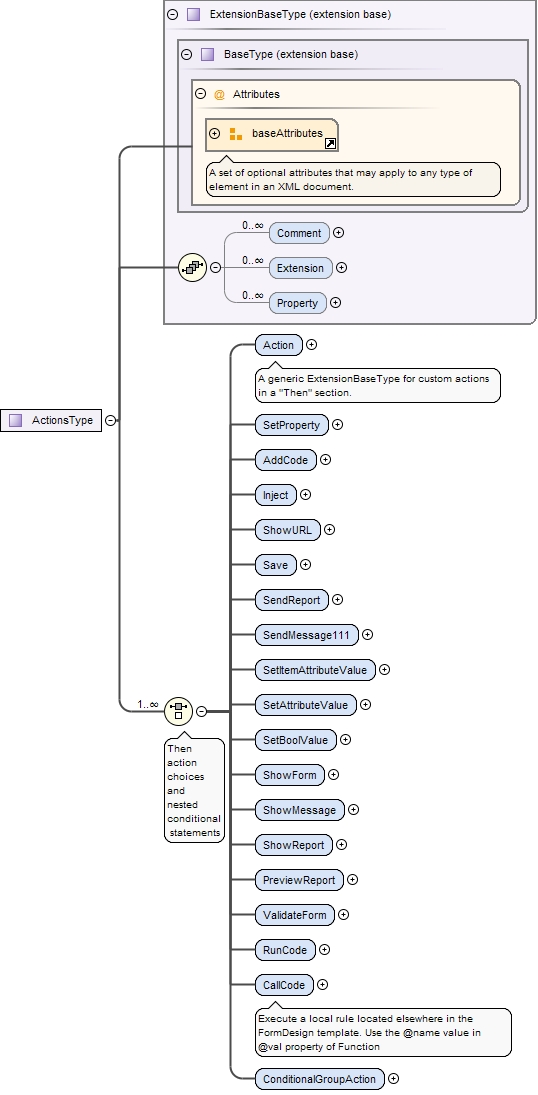 ExtensionBaseType (extension base)
BaseType (extension base)
@ Attributes
baseAttributes
A set of optional attributes that may apply to any type of
element in an XML document.
0..∞
Comment
0..∞
Extension
0..∞
Property
ActionsType
Action
A generic ExtensionBaseType for custom actions
in a "Then" section.
SetProperty
AddCode
Inject
ShowURL
Save
SendReport
SendMessage111
SetItemAttributeValue
1..∞
SetAttributeValue
Then
action
choices
and
nested
conditional
statements
SetBoolValue
ShowForm
ShowMessage
ShowReport
PreviewReport
ValidateForm
RunCode
CallCode
Execute a local rule located elsewhere in the
FormDesign template. Use the @name value in
@val property of Function
ConditionalGroupAction